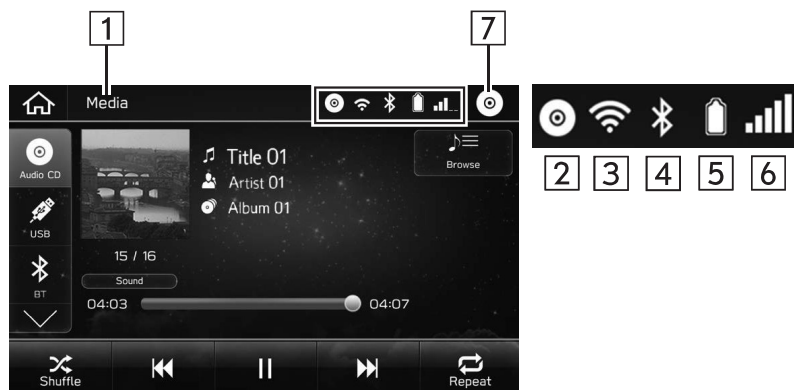 1
7
Media
Audio CD
Title 01
Browse
Artist 01
USB
Album 01
2 3 4 5 6
15 / 16
BT
Sound
04:03 04:07
Shuffle
Repeat